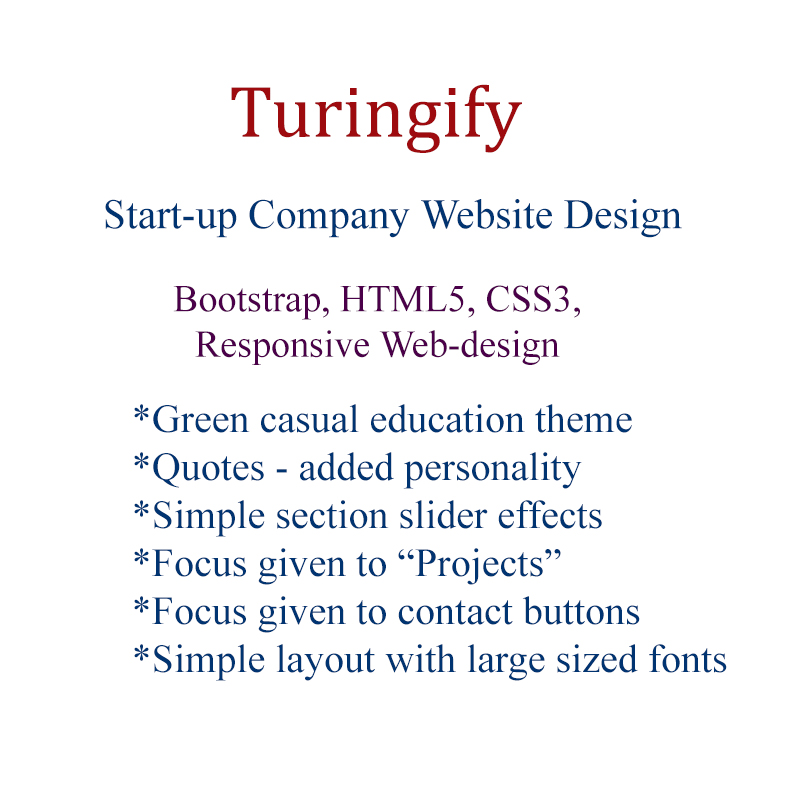 Turingify
Start-up Company Website Design
Bootstrap, HTML5, CSS3,
Responsive Web-design
*Green casual education theme
*Quotes - added personality
*Simple section slider effects
*Focus given to “Projects”
*Focus given to contact buttons
*Simple layout with large sized fonts